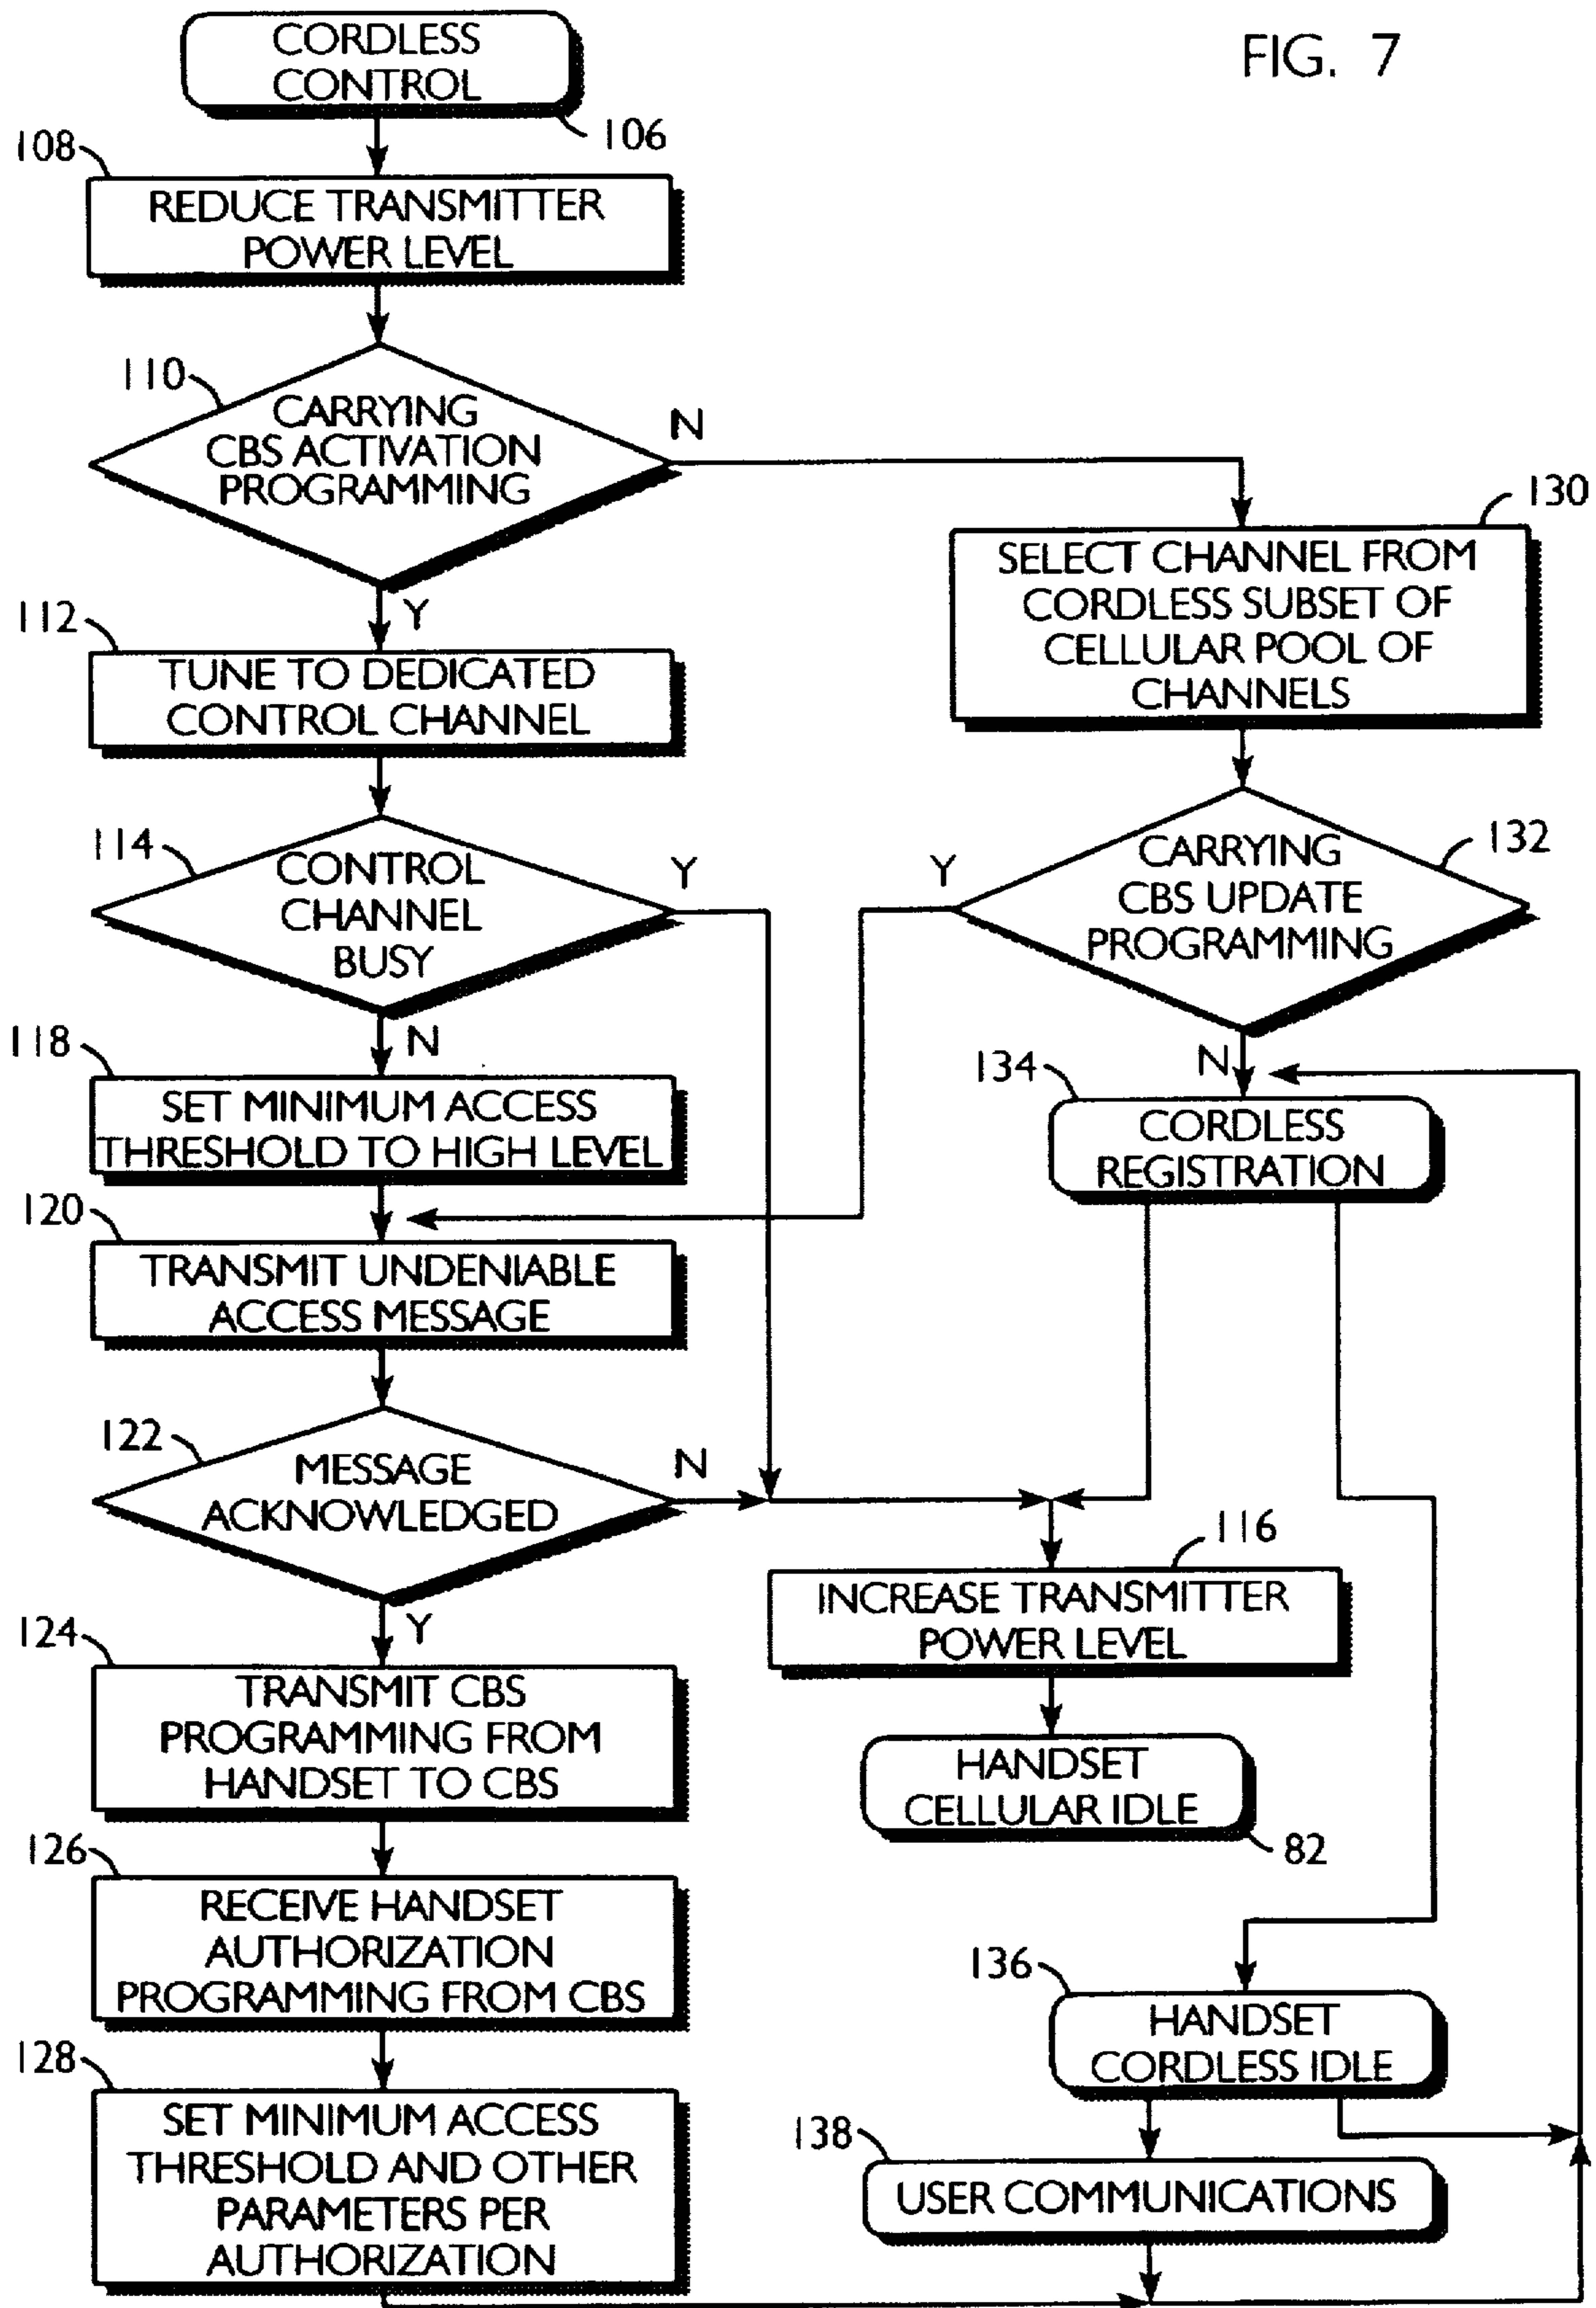 FIG. 7
CORDLESS
CONTROL
106
108
REDUCE TRANSMITTER
POWER LEVEL
110
CARRYING
CBS ACTIVATION
PROGRAMMING
N
Y
130
SELECT CHANNEL FROM
CORDLESS SUBSET OF
CELLULAR POOL OF
CHANNELS
112
TUNE TO DEDICATED
CONTROL CHANNEL
114
CONTROL
CHANNEL
BUSY
Y
N
132
CARRYING
CBS UPDATE
PROGRAMMING
Y
N
118
SET MINIMUM ACCESS
THRESHOLD TO HIGH LEVEL
134
CORDLESS
REGISTRATION
120
TRANSMIT UNDENIABLE
ACCESS MESSAGE
122
MESSAGE
ACKNOWLEDGED
N
Y
116
INCREASE TRANSMITTER
POWER LEVEL
HANDSET
CELLULAR IDLE
82
124
TRANSMIT CBS
PROGRAMMING FROM
HANDSET TO CBS
126
RECEIVE HANDSET
AUTHORIZATION
PROGRAMMING FROM CBS
136
HANDSET
CORDLESS IDLE
128
SET MINIMUM ACCESS
THRESHOLD AND OTHER
PARAMETERS PER
AUTHORIZATION
138
USER COMMUNICATIONS